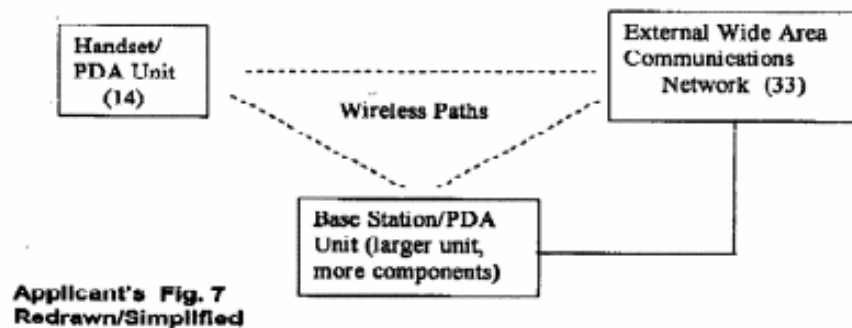 Handset/
PDA Unit
(14)
External Wide Area
Communications
Network (33)
Wireless Paths
Base Station/PDA
Unit (larger unit,
more components)
Applicant's Fig. 7
Redrawn/Simplified